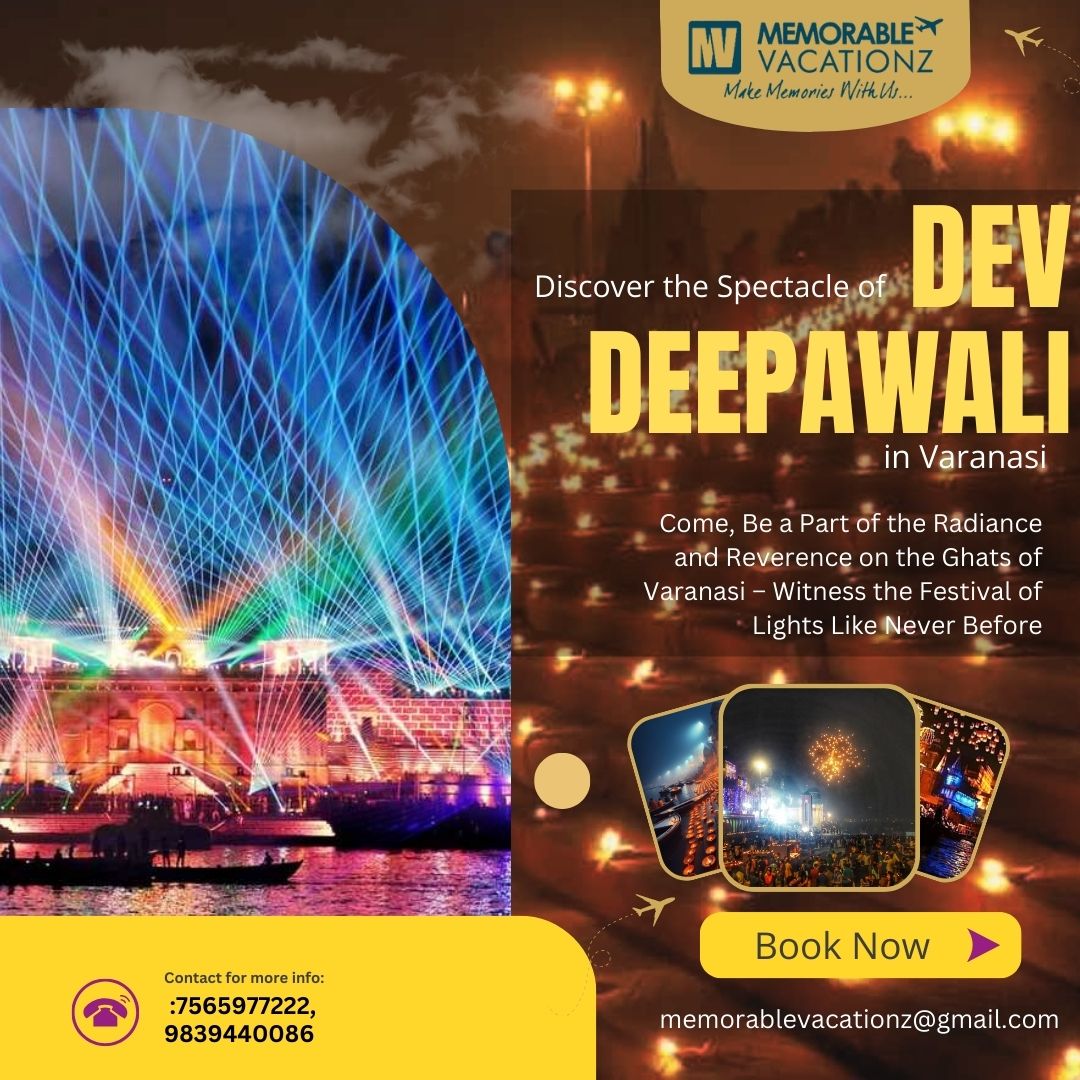 MV MEMORABLE
VACATIONZ
Make Memories With Us...
Discover the Spectacle of DEV
DEEPAWALI
in Varanasi
Come, Be a Part of the Radiance
and Reverence on the Ghats of
Varanasi – Witness the Festival of
Lights Like Never Before
Book Now
memorablevacationz@gmail.com
Contact for more info:
:7565977222,
9839440086